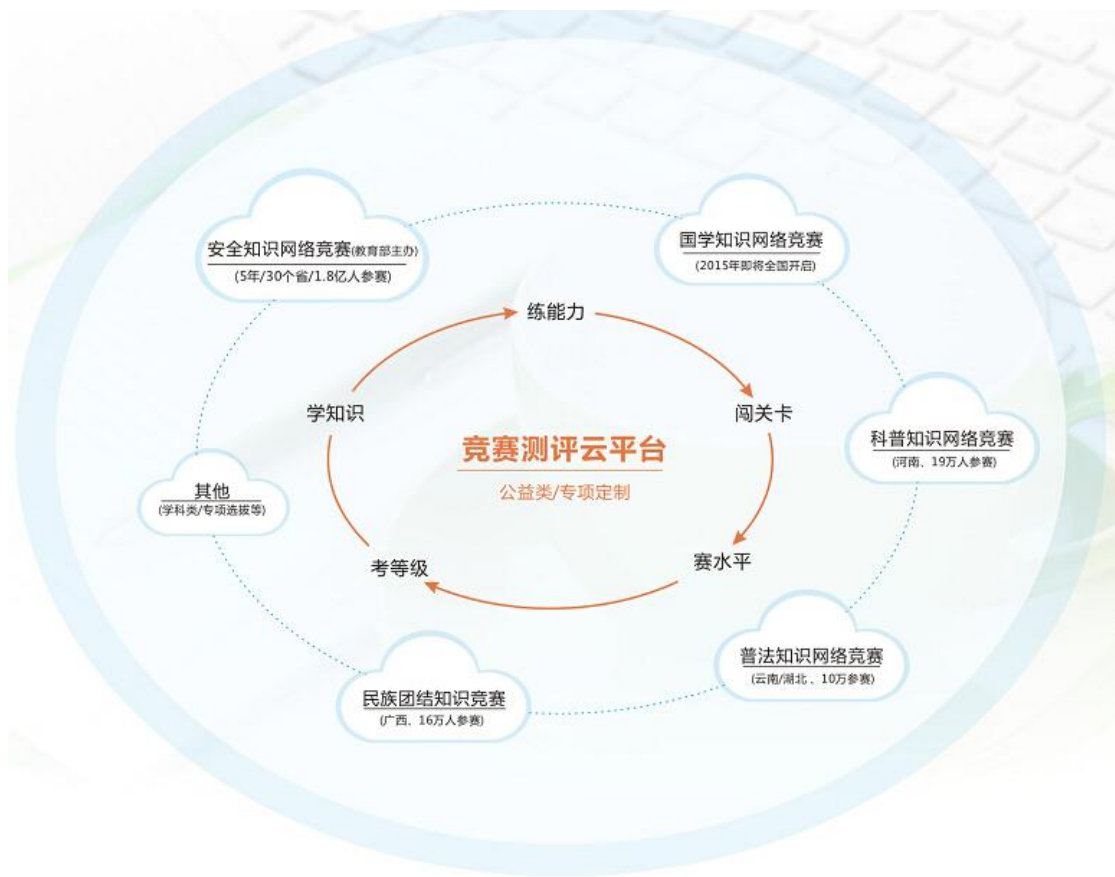 安全知识网络竞赛(教育部主办)
(5年/30个省/1.8亿人参赛)
国学知识网络竞赛
(2015年即将全国开启)
练能力
学知识
闯关卡
竞赛测评云平台
公益类/专项定制
科普知识网络竞赛
(河南、19万人参赛)
其他
(学科类/专项选拔等)
考等级
赛水平
普法知识网络竞赛
(云南/湖北、10万参赛)
民族团结知识竞赛
(广西、16万人参赛)